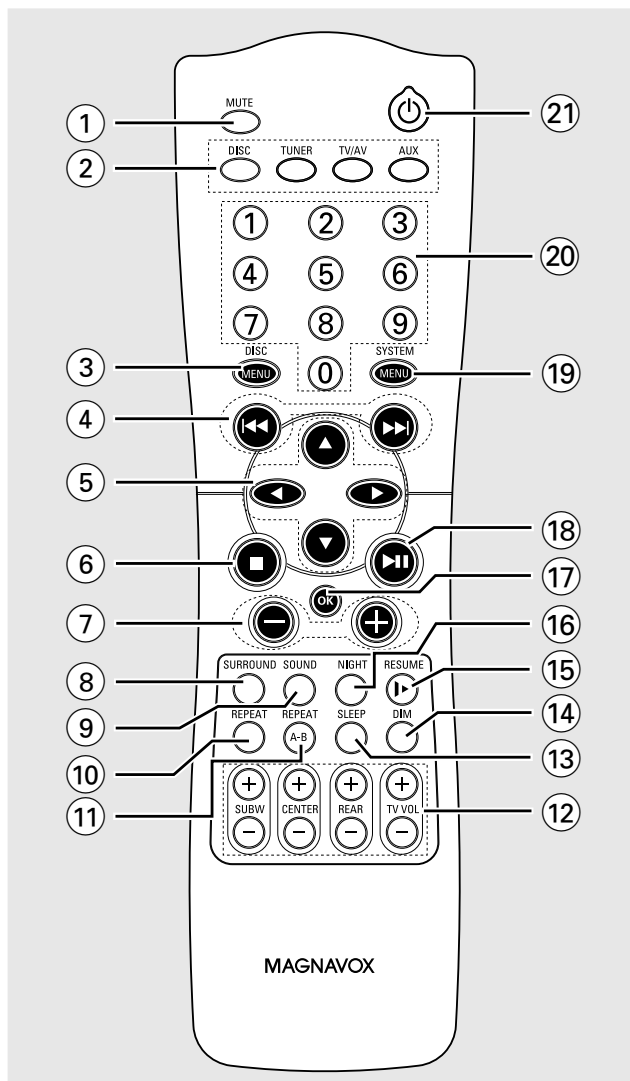 MUTE
1
21
2
DISC TUNER TV/AV AUX
1 2 3
4 5 6
20
7 8 9
DISC SYSTEM
3
MENU 0 MENU
19
4
5
6
18
17
OK
7
16
8
SURROUND SOUND NIGHT RESUME
15
9
REPEAT REPEAT SLEEP DIM
14
10
A-B
13
11
SUBW CENTER REAR TV VOL
12
MAGNAVOX